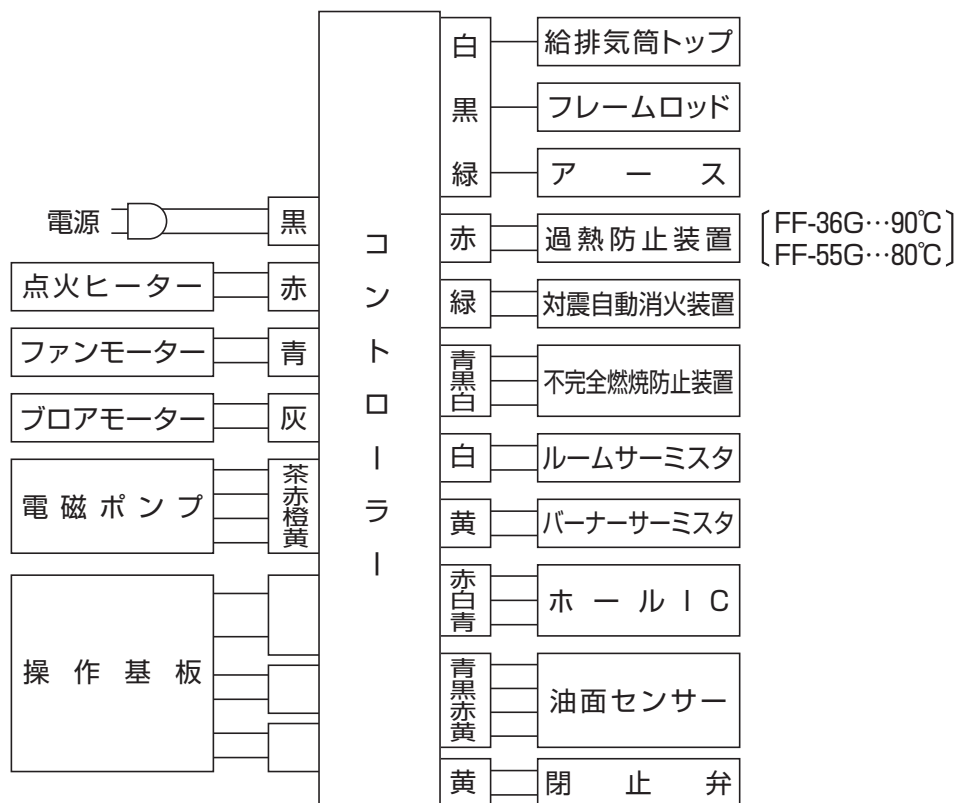 電源
黒
点火ヒーター
赤
ファンモーター
青
ブロアモーター
灰
電磁ポンプ
茶
赤
橙
黄
操作基板
コントローラー
白
給排気筒トップ
黒
フレームロッド
緑
アース
赤
過熱防止装置
FF-36G…90℃
FF-55G…80℃
緑
対震自動消火装置
青
黒
白
不完全燃焼防止装置
白
ルームサーミスタ
黄
バーナーサーミスタ
赤
白
青
ホールIC
青
黒
赤
黄
油面センサー
黄
閉止弁